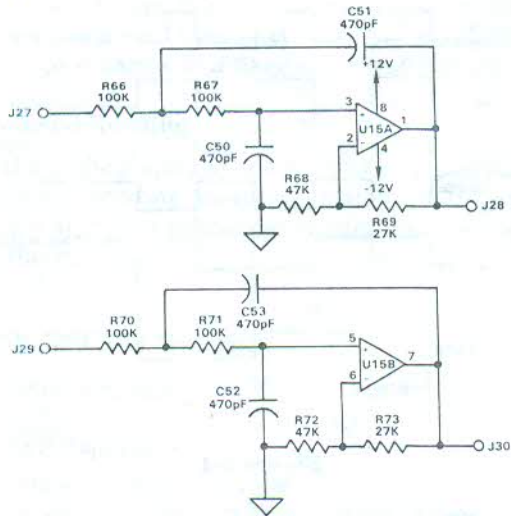 C51
470pF
+12V
R66
100K
R67
100K
J27
3
+
8
U15A
1
2
-
4
C50
470pF
R68
47K
-12V
R69
27K
J28
C53
470pF
R70
100K
R71
100K
J29
5
+
U15B
7
6
-
C52
470pF
R72
47K
R73
27K
J30